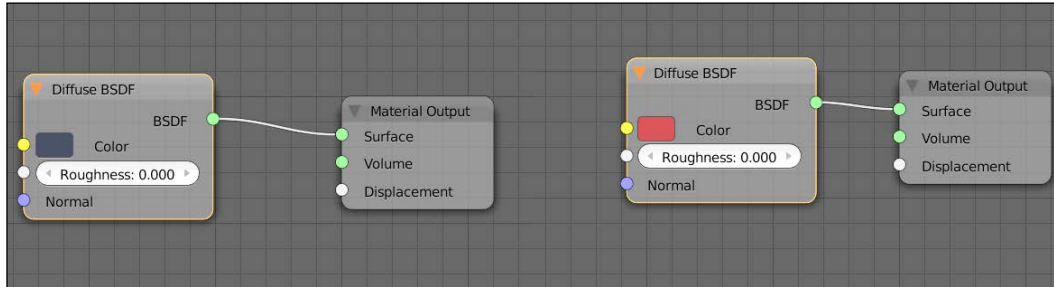 Diffuse BSDF
BSDF
Color
Roughness: 0.000
Normal
Material Output
Surface
Volume
Displacement
Diffuse BSDF
BSDF
Color
Roughness: 0.000
Normal
Material Output
Surface
Volume
Displacement